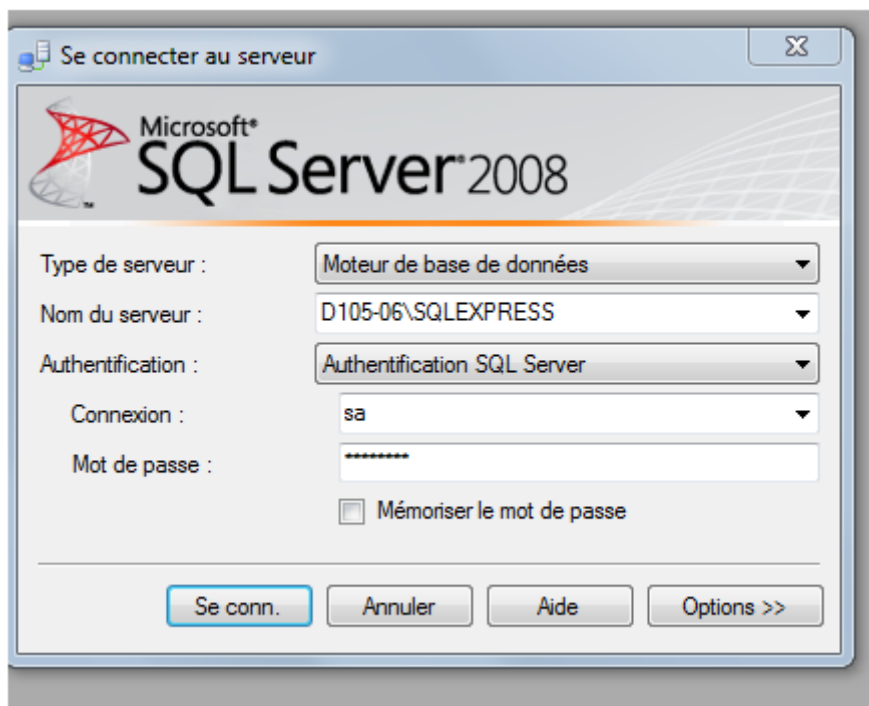 Se connecter au serveur
Microsoft®
SQL Server® 2008
™
Type de serveur : Moteur de base de données
Nom du serveur : D105-06\SQLEXPRESS
Authentification : Authentification SQL Server
Connexion : sa
Mot de passe : ********
Mémoriser le mot de passe
Se conn. Annuler Aide Options >>